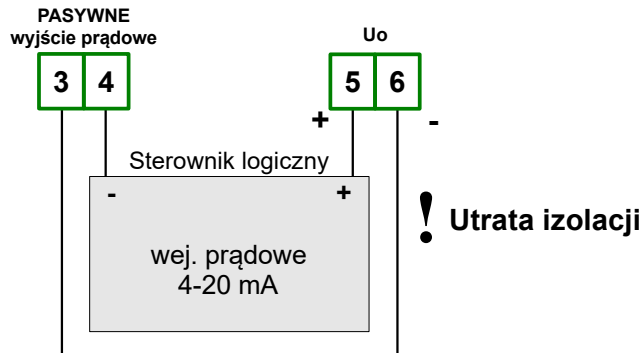 PASYWNE
wyjście prądowe
Uo
3 4
5 6
+ -
Sterownik logiczny
- +
! Utrata izolacji
wej. prądowe
4-20 mA